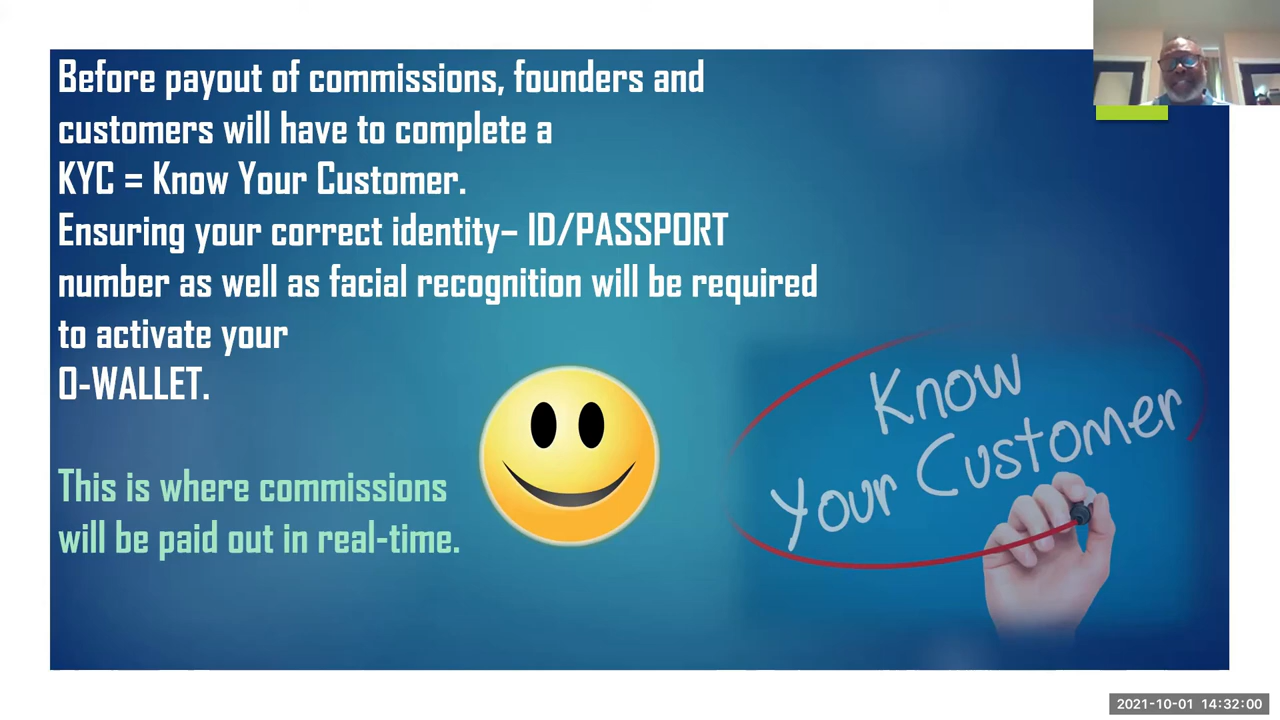 Before payout of commissions, founders and
customers will have to complete a
KYC = Know Your Customer.
Ensuring your correct identity– ID/PASSPORT
number as well as facial recognition will be required
to activate your
O-WALLET.
This is where commissions
will be paid out in real-time.
Know
Your Customer
2021-10-01 14:32:00